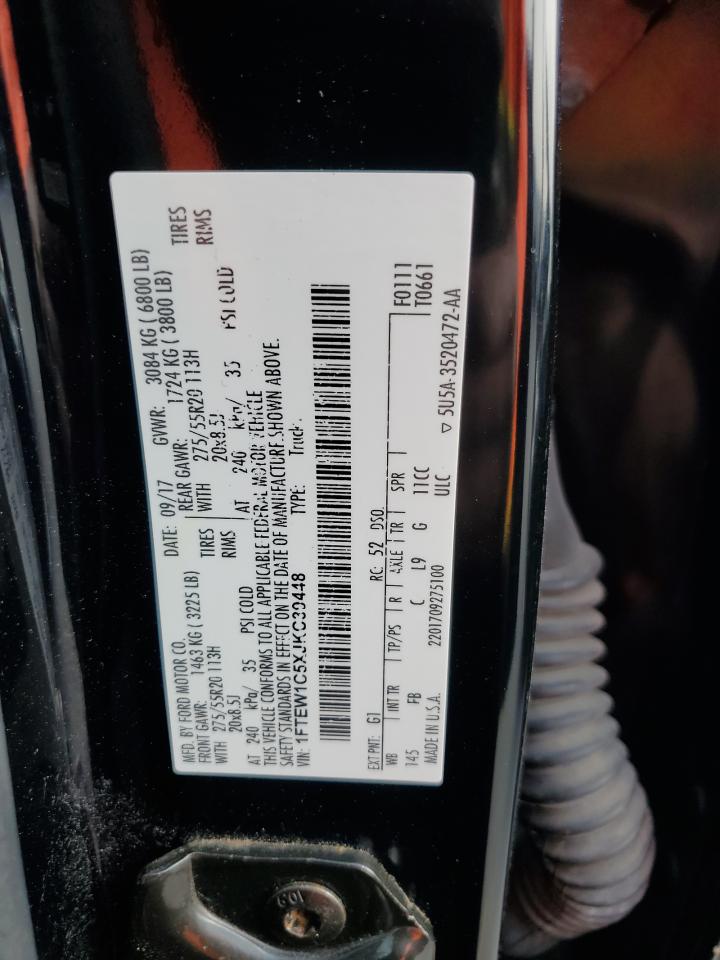 MFD. BY FORD MOTOR CO. DATE: 09/17 GVWR: 3084 KG ( 6800 LB)
FRONT GAWR: 1463 KG ( 3225 LB) REAR GAWR: 1724 KG ( 3800 LB)
WITH 275/55R20 113H TIRES WITH 275/55R20 113H TIRES
20x8.5J RIMS 20x8.5J RIMS
AT 240 kPa/ 35 PSI COLD AT 240 kPa/ 35 PSI COLD
THIS VEHICLE CONFORMS TO ALL APPLICABLE FEDERAL MOTOR VEHICLE
SAFETY STANDARDS IN EFFECT ON THE DATE OF MANUFACTURE SHOWN ABOVE.
VIN: 1FTEW1C5XJKC30448 TYPE: Truck
EXT PNT: G1 RC: 52 DSO: F0111
WB INT TR TP/PS R AXLE TR SPR T0661
145 FB C L9 G 11CC
MADE IN U.S.A. 2201709275100 ULC ▽ 5U5A-3520472-AA
10.9